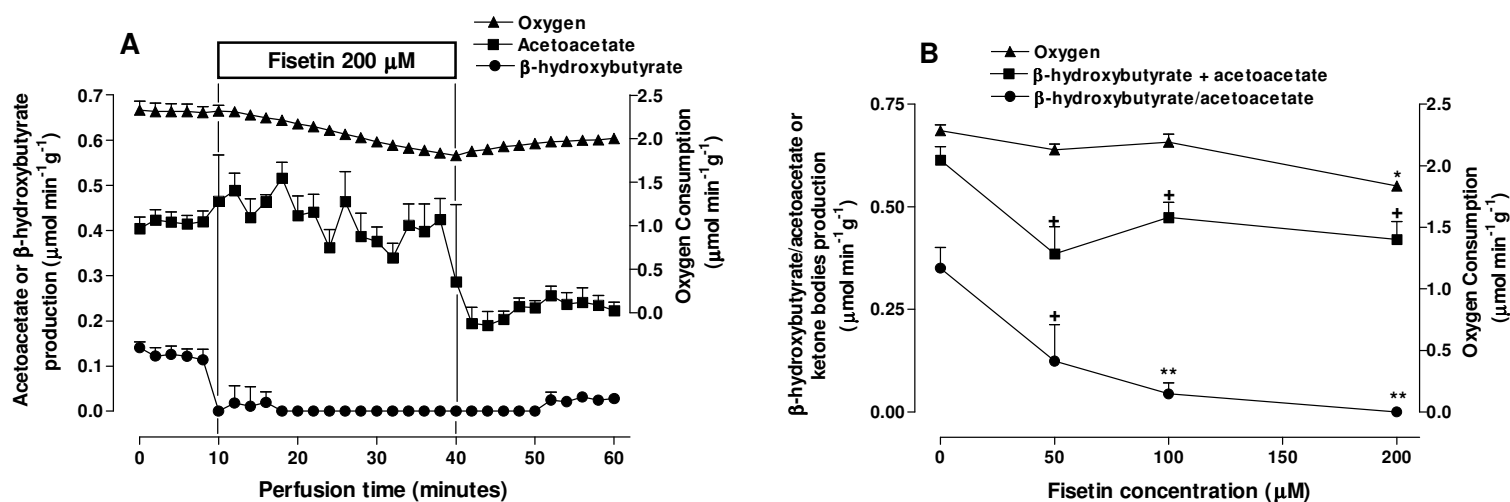 A
Oxygen
Acetoacetate
β-hydroxybutyrate
Fisetin 200 μM
Acetoacetate or β-hydroxybutyrate
production (μmol min-1g-1)
0.7
0.6
0.5
0.4
0.3
0.2
0.1
0.0
2.5
2.0
1.5
1.0
0.5
0.0
Oxygen Consumption
(μmol min-1g-1)
0
10
20
30
40
50
60
Perfusion time (minutes)
B
Oxygen
β-hydroxybutyrate + acetoacetate
β-hydroxybutyrate/acetoacetate
β-hydroxybutyrate/acetoacetate or
ketone bodies production
(μmol min-1g-1)
0.75
0.50
0.25
0.00
*
+
+
+
+
**
**
2.5
2.0
1.5
1.0
0.5
0.0
Oxygen Consumption
(μmol min-1g-1)
0
50
100
150
200
Fisetin concentration (μM)